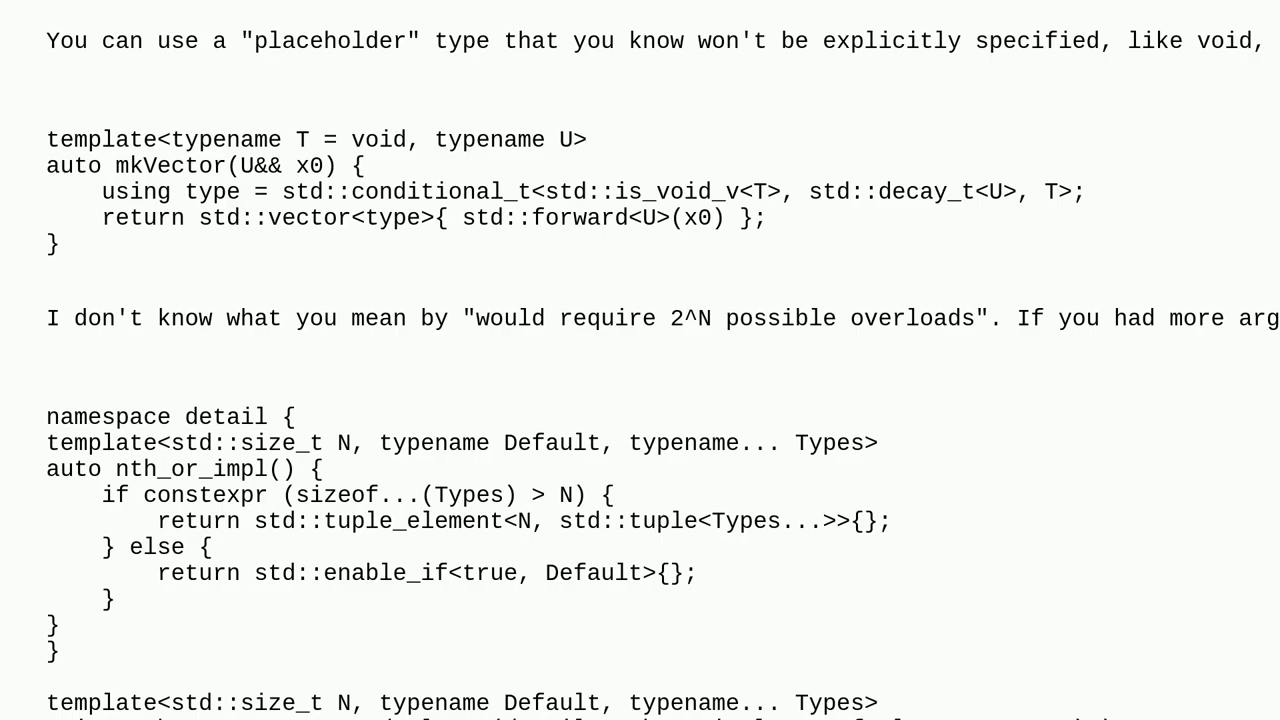 You can use a "placeholder" type that you know won't be explicitly specified, like void,
template<typename T = void, typename U>
auto mkVector(U&& x0) {
    using type = std::conditional_t<std::is_void_v<T>, std::decay_t<U>, T>;
    return std::vector<type>{ std::forward<U>(x0) };
}
I don't know what you mean by "would require 2^N possible overloads". If you had more arg
namespace detail {
template<std::size_t N, typename Default, typename... Types>
auto nth_or_impl() {
    if constexpr (sizeof...(Types) > N) {
        return std::tuple_element<N, std::tuple<Types...>>{};
    } else {
        return std::enable_if<true, Default>{};
    }
}
}
template<std::size_t N, typename Default, typename... Types>